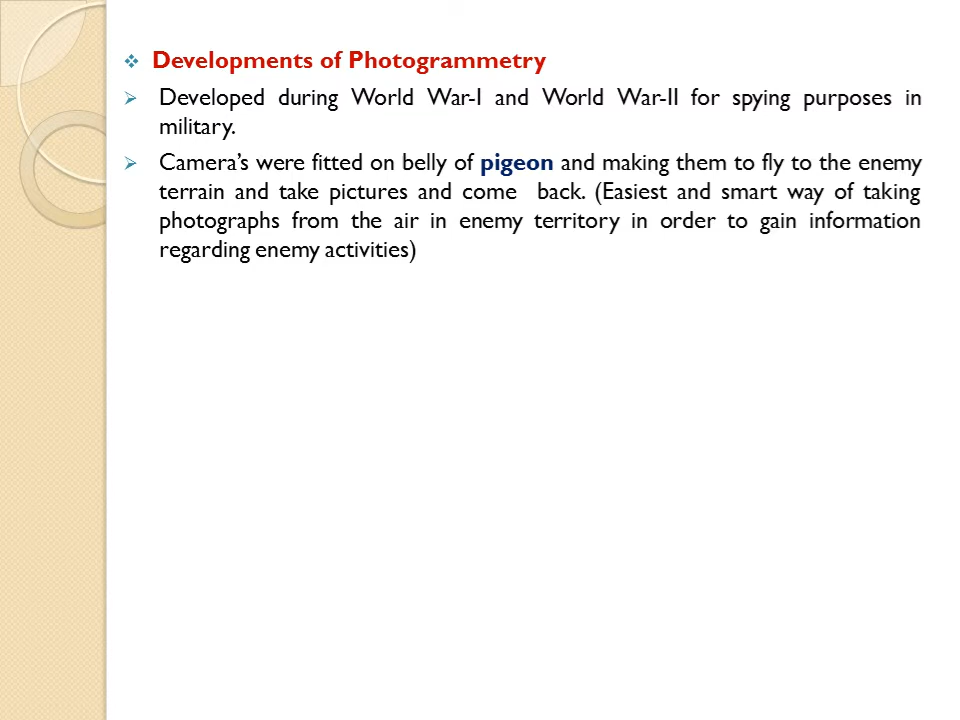 Developments of Photogrammetry
Developed during World War-I and World War-II for spying purposes in
military.
Camera's were fitted on belly of pigeon and making them to fly to the enemy
terrain and take pictures and come back. (Easiest and smart way of taking
photographs from the air in enemy territory in order to gain information
regarding enemy activities)